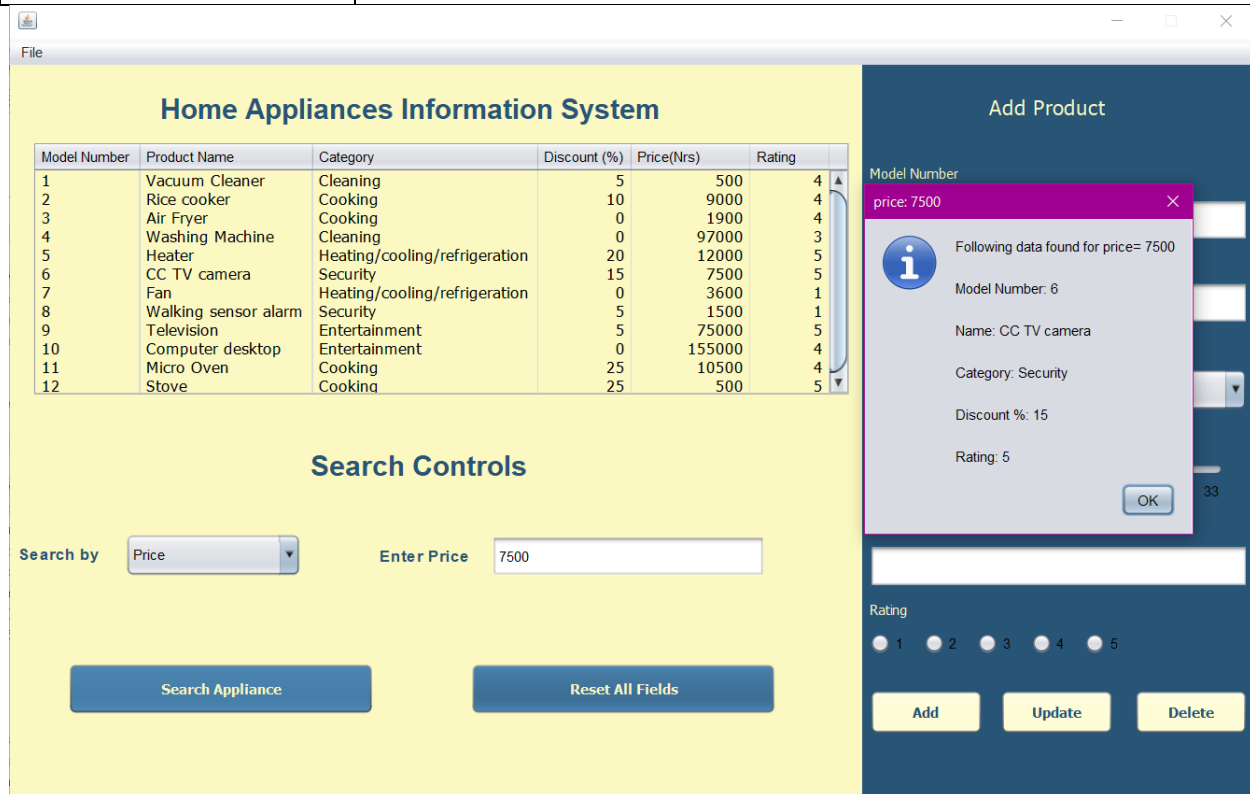 File
Home Appliances Information System
Model Number Product Name Category Discount (%) Price(Nrs) Rating
1 Vacuum Cleaner Cleaning 5 500 4
2 Rice cooker Cooking 10 9000 4
3 Air Fryer Cooking 0 1900 4
4 Washing Machine Cleaning 0 97000 3
5 Heater Heating/cooling/refrigeration 20 12000 5
6 CC TV camera Security 15 7500 5
7 Fan Heating/cooling/refrigeration 0 3600 1
8 Walking sensor alarm Security 5 1500 1
9 Television Entertainment 5 75000 5
10 Computer desktop Entertainment 0 155000 4
11 Micro Oven Cooking 25 10500 4
12 Stove Cooking 25 500 5
Search Controls
Search by Price Enter Price 7500
Search Appliance Reset All Fields
Add Product
Model Number
price: 7500
Following data found for price= 7500
Model Number: 6
Name: CC TV camera
Category: Security
Discount %: 15
Rating: 5
OK
33
Rating
1 2 3 4 5
Add Update Delete